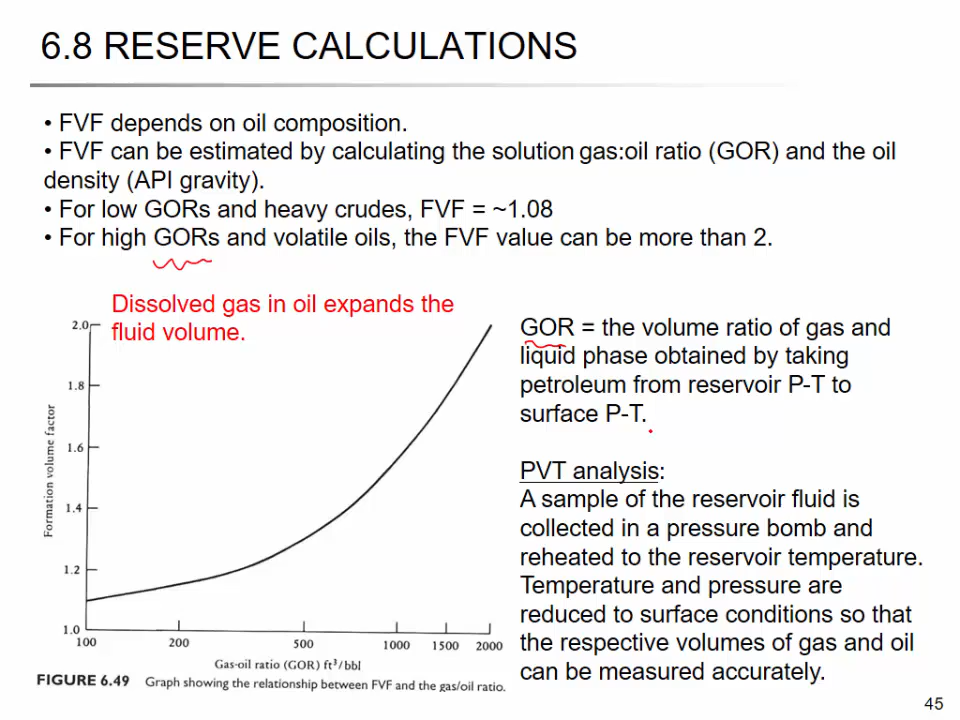 6.8 RESERVE CALCULATIONS
• FVF depends on oil composition.
• FVF can be estimated by calculating the solution gas:oil ratio (GOR) and the oil
density (API gravity).
• For low GORs and heavy crudes, FVF = ~1.08
• For high GORs and volatile oils, the FVF value can be more than 2.
Dissolved gas in oil expands the
fluid volume.
2.0
1.8
1.6
1.4
1.2
1.0
Formation volume factor
100 200 500 1000 1500 2000
Gas-oil ratio (GOR) ft³/bbl
FIGURE 6.49 Graph showing the relationship between FVF and the gas/oil ratio.
GOR = the volume ratio of gas and
liquid phase obtained by taking
petroleum from reservoir P-T to
surface P-T.
PVT analysis:
A sample of the reservoir fluid is
collected in a pressure bomb and
reheated to the reservoir temperature.
Temperature and pressure are
reduced to surface conditions so that
the respective volumes of gas and oil
can be measured accurately.
45